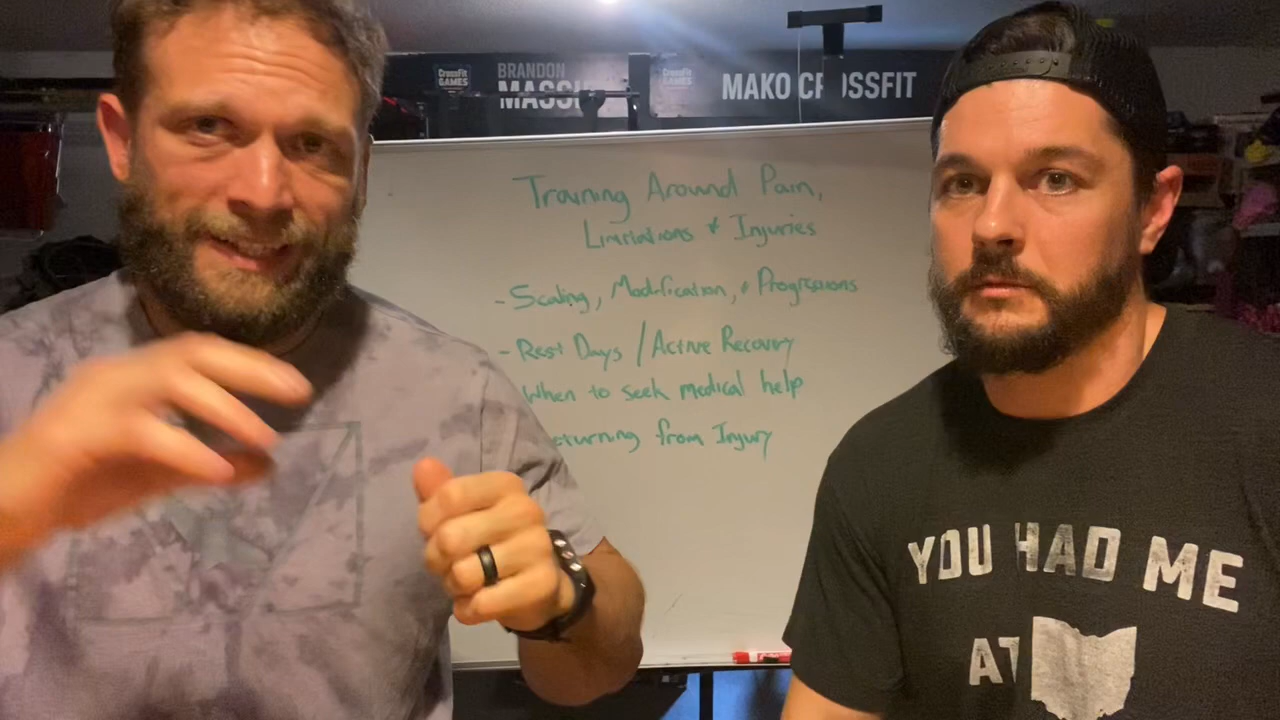 CrossFit
GAMES
BRANDON
CrossFit
GAMES
MAKO
Training Around Pain,
Limitations & Injuries
- Scaling, Modification, & Progressions
- Rest Days / Active Recovery
When to seek medical help
from Injury
YOU HAD ME
AT